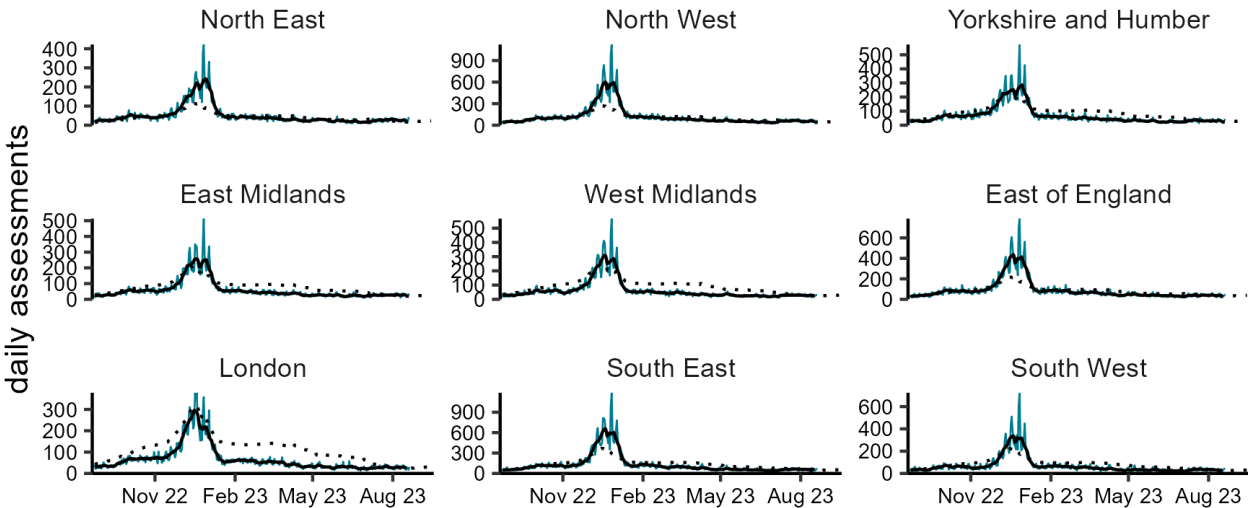 North East North West Yorkshire and Humber
400 900 500
300 600 400
200 300 300
100 0 200
0 100
0
East Midlands West Midlands East of England
500 500 600
400 400 400
300 300 200
200 200 0
100 100
0 0
London South East South West
300 900 600
200 600 400
100 300 200
0 0 0
Nov 22 Feb 23 May 23 Aug 23 Nov 22 Feb 23 May 23 Aug 23 Nov 22 Feb 23 May 23 Aug 23
daily assessments